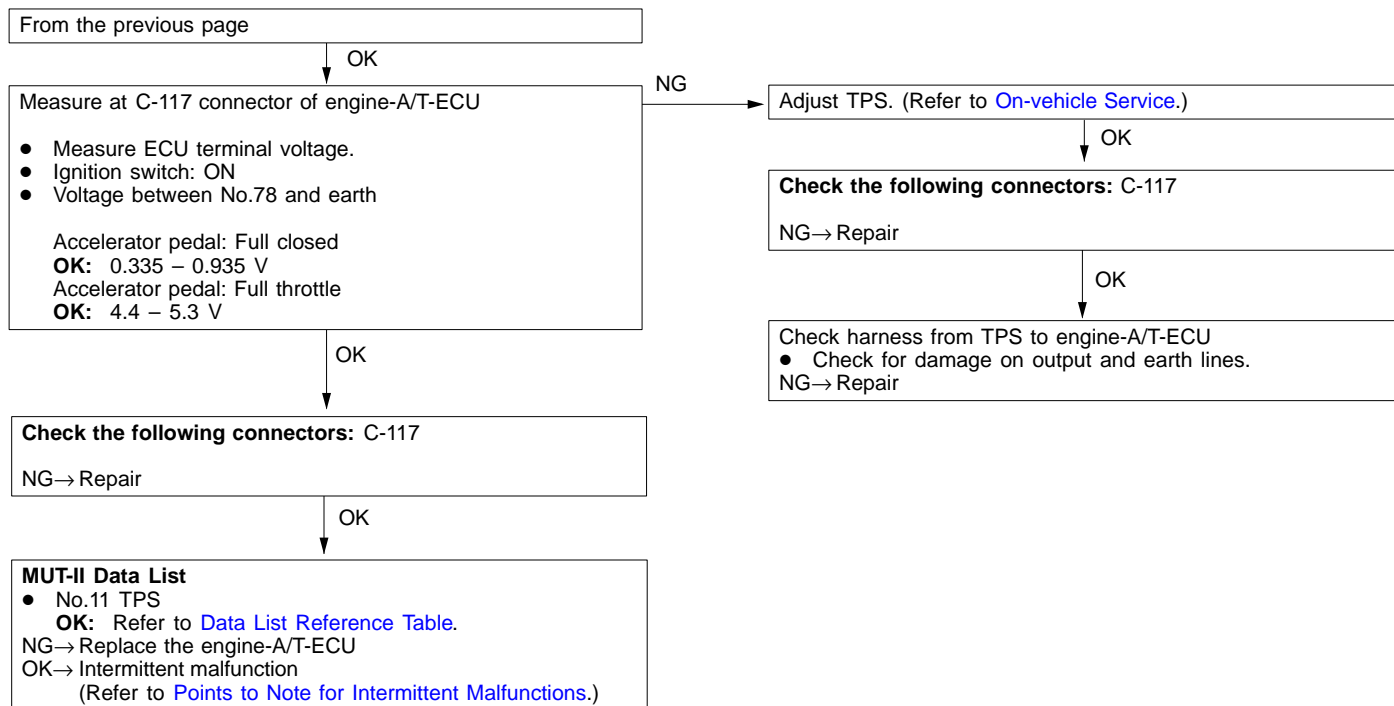 From the previous page
OK
Measure at C-117 connector of engine-A/T-ECU
● Measure ECU terminal voltage.
● Ignition switch: ON
● Voltage between No.78 and earth
Accelerator pedal: Full closed
OK: 0.335 – 0.935 V
Accelerator pedal: Full throttle
OK: 4.4 – 5.3 V
NG
Adjust TPS. (Refer to On-vehicle Service.)
OK
Check the following connectors: C-117
NG→Repair
OK
Check harness from TPS to engine-A/T-ECU
● Check for damage on output and earth lines.
NG→Repair
OK
Check the following connectors: C-117
NG→Repair
OK
MUT-II Data List
● No.11 TPS
OK: Refer to Data List Reference Table.
NG→Replace the engine-A/T-ECU
OK→ Intermittent malfunction
(Refer to Points to Note for Intermittent Malfunctions.)